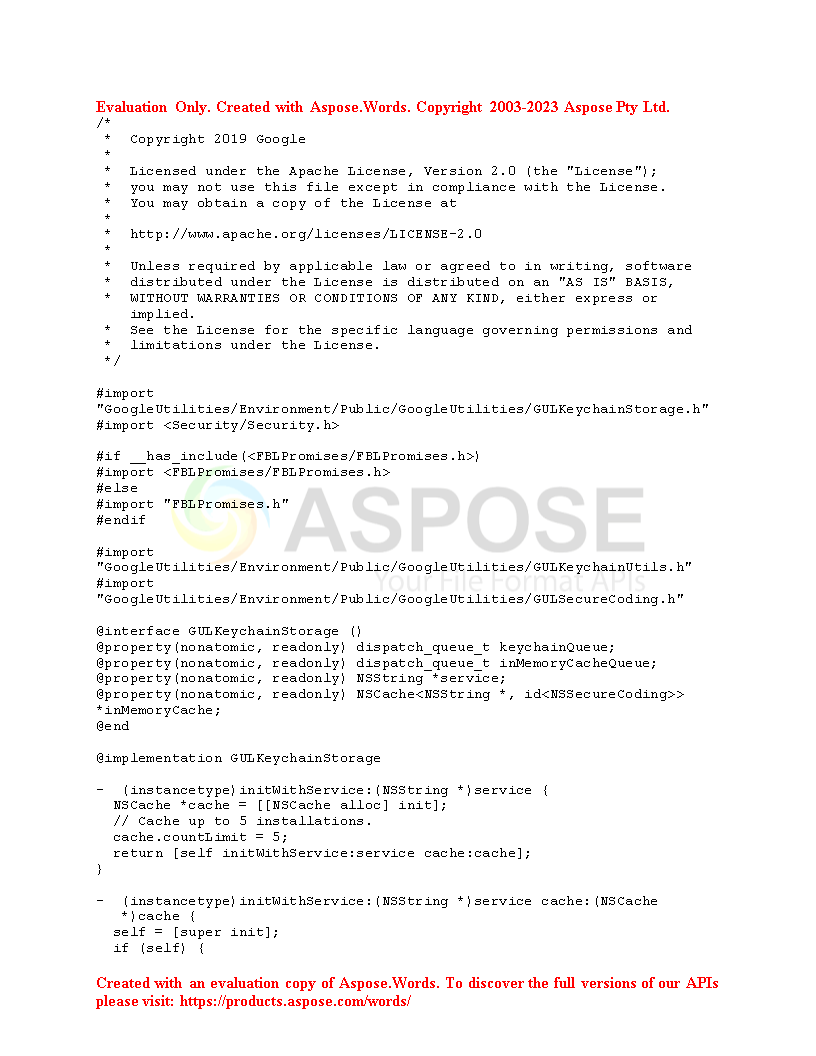 Evaluation Only. Created with Aspose.Words. Copyright 2003-2023 Aspose Pty Ltd.
/*
 * Copyright 2019 Google
 *
 * Licensed under the Apache License, Version 2.0 (the "License");
 * you may not use this file except in compliance with the License.
 * You may obtain a copy of the License at
 *
 * http://www.apache.org/licenses/LICENSE-2.0
 *
 * Unless required by applicable law or agreed to in writing, software
 * distributed under the License is distributed on an "AS IS" BASIS,
 * WITHOUT WARRANTIES OR CONDITIONS OF ANY KIND, either express or
   implied.
 * See the License for the specific language governing permissions and
 * limitations under the License.
 */
#import
"GoogleUtilities/Environment/Public/GoogleUtilities/GULKeychainStorage.h"
#import <Security/Security.h>
#if __has_include(<FBLPromises/FBLPromises.h>)
#import <FBLPromises/FBLPromises.h>
#else
#import "FBLPromises.h"
#endif
ASPOSE
#import
"GoogleUtilities/Environment/Public/GoogleUtilities/GULKeychainUtils.h"
Your File Format APIs
#import
"GoogleUtilities/Environment/Public/GoogleUtilities/GULSecureCoding.h"
@interface GULKeychainStorage ()
@property(nonatomic, readonly) dispatch_queue_t keychainQueue;
@property(nonatomic, readonly) dispatch_queue_t inMemoryCacheQueue;
@property(nonatomic, readonly) NSString *service;
@property(nonatomic, readonly) NSCache<NSString *, id<NSSecureCoding>>
*inMemoryCache;
@end
@implementation GULKeychainStorage
- (instancetype)initWithService:(NSString *)service {
  NSCache *cache = [[NSCache alloc] init];
  // Cache up to 5 installations.
  cache.countLimit = 5;
  return [self initWithService:service cache:cache];
}
- (instancetype)initWithService:(NSString *)service cache:(NSCache
   *)cache {
  self = [super init];
  if (self) {
Created with an evaluation copy of Aspose.Words. To discover the full versions of our APIs
please visit: https://products.aspose.com/words/